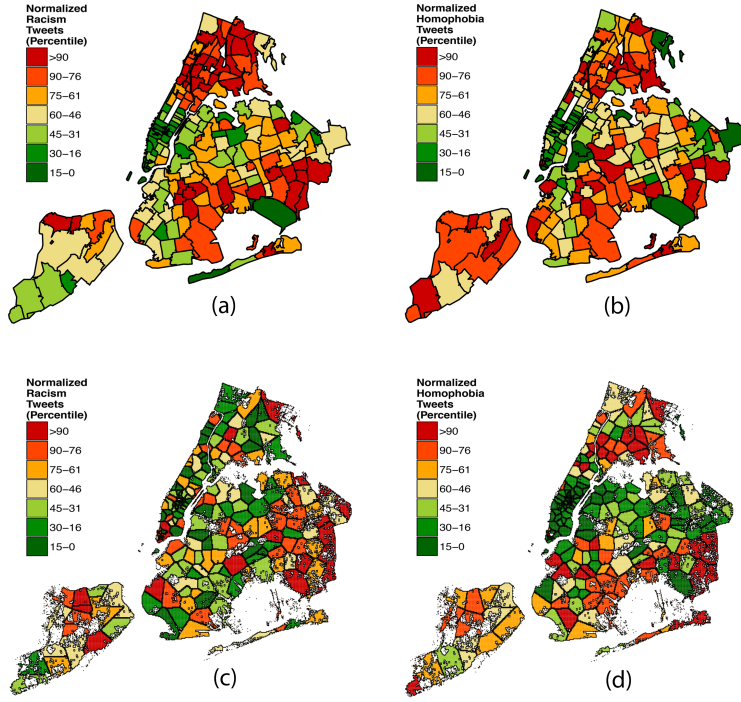 Normalized
Racism
Tweets
(Percentile)
>90
90−76
75−61
60−46
45−31
30−16
15−0
(a)
Normalized
Homophobia
Tweets
(Percentile)
>90
90−76
75−61
60−46
45−31
30−16
15−0
(b)
Normalized
Racism
Tweets
(Percentile)
>90
90−76
75−61
60−46
45−31
30−16
15−0
(c)
Normalized
Homophobia
Tweets
(Percentile)
>90
90−76
75−61
60−46
45−31
30−16
15−0
(d)